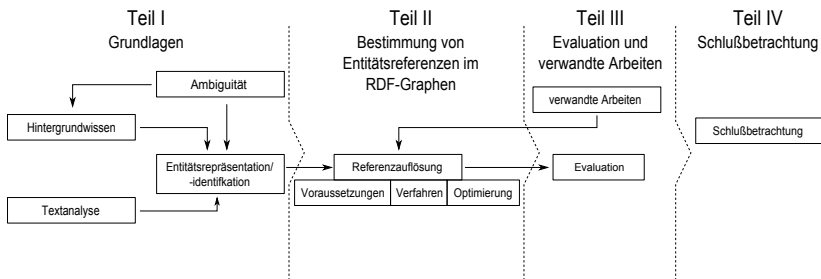 Teil I
Grundlagen
Teil II
Bestimmung von
Entitätsreferenzen im
RDF-Graphen
Teil III
Evaluation und
verwandte Arbeiten
Teil IV
Schlußbetrachtung
Ambiguität
Hintergrundwissen
Entitätsrepräsentation/
-identifkation
Textanalyse
Referenzauflösung
Voraussetzungen
Verfahren
Optimierung
verwandte Arbeiten
Evaluation
Schlußbetrachtung